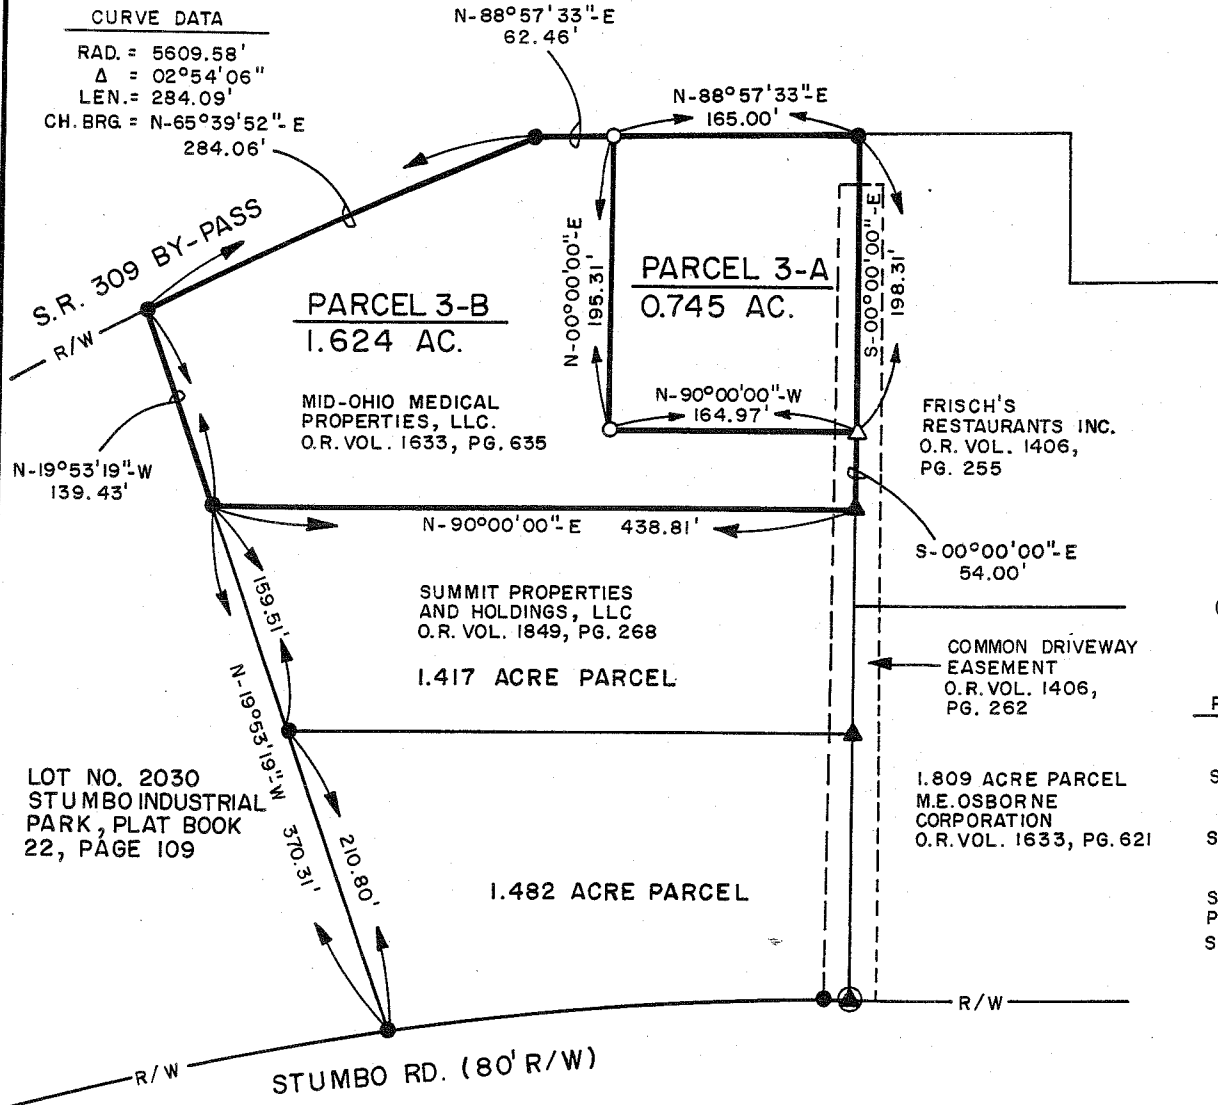 CURVE DATA
RAD. = 5609.58'
Δ = 02°54'06"
LEN. = 284.09'
CH. BRG. = N-65°39'52"-E
284.06'
N-88°57'33"-E
62.46'
N-88°57'33"-E
165.00'
S.R. 309 BY-PASS
R/W
PARCEL 3-B
1.624 AC.
N-00°00'00"-E
195.31'
PARCEL 3-A
0.745 AC.
S-00°00'00"-E
198.31'
MID-OHIO MEDICAL
PROPERTIES, LLC.
O.R. VOL. 1633, PG. 635
N-90°00'00"-W
164.97'
FRISCH'S
RESTAURANTS INC.
O.R. VOL. 1406,
PG. 255
N-19°53'19"-W
139.43'
N-90°00'00"-E 438.81'
S-00°00'00"-E
54.00'
159.51'
SUMMIT PROPERTIES
AND HOLDINGS, LLC
O.R. VOL. 1849, PG. 268
1.417 ACRE PARCEL
COMMON DRIVEWAY
EASEMENT
O.R. VOL. 1406,
PG. 262
N-19°53'19"-W 370.31'
210.80'
LOT NO. 2030
STUMBO INDUSTRIAL
PARK, PLAT BOOK
22, PAGE 109
1.809 ACRE PARCEL
M.E. OSBORNE
CORPORATION
O.R. VOL. 1633, PG. 621
1.482 ACRE PARCEL
R/W
R/W
STUMBO RD. (80' R/W)